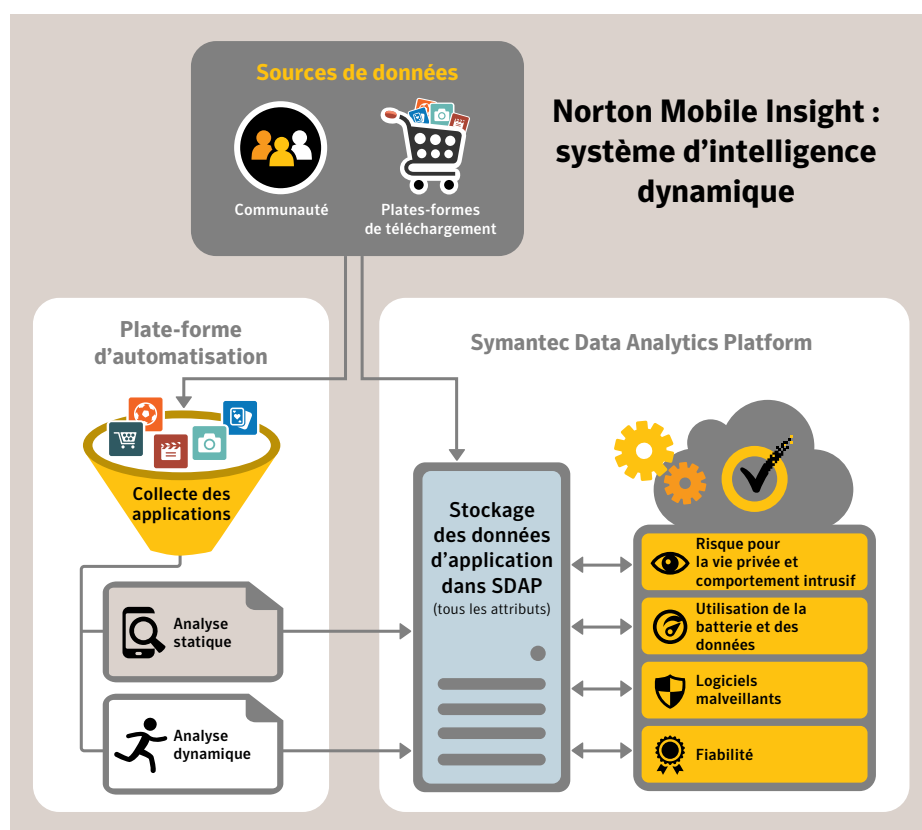 Sources de données
Communauté
Plates-formes
de téléchargement
Norton Mobile Insight :
système d'intelligence
dynamique
Plate-forme
d'automatisation
Collecte des
applications
Analyse
statique
Analyse
dynamique
Symantec Data Analytics Platform
Stockage
des données
d'application
dans SDAP
(tous les attributs)
Risque pour
la vie privée et
comportement intrusif
Utilisation de la
batterie et des
données
Logiciels
malveillants
Fiabilité